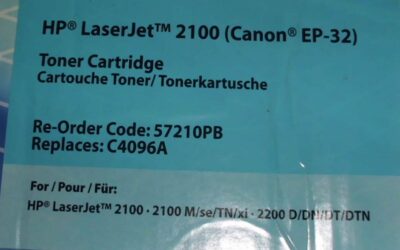 HP® LaserJet™ 2100 (Canon® EP-32)
Toner Cartridge
Cartouche Toner/ Tonerkartusche
Re-Order Code: 57210PB
Replaces: C4096A
For / Pour / Für:
HP® LaserJet™ 2100 · 2100 M/se/TN/xi · 2200 D/DN/DT/DTN